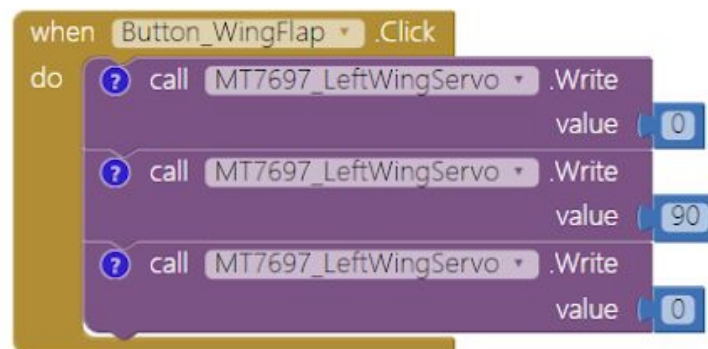 when Button_WingFlap .Click
do ? call MT7697_LeftWingServo .Write
value 0
? call MT7697_LeftWingServo .Write
value 90
? call MT7697_LeftWingServo .Write
value 0